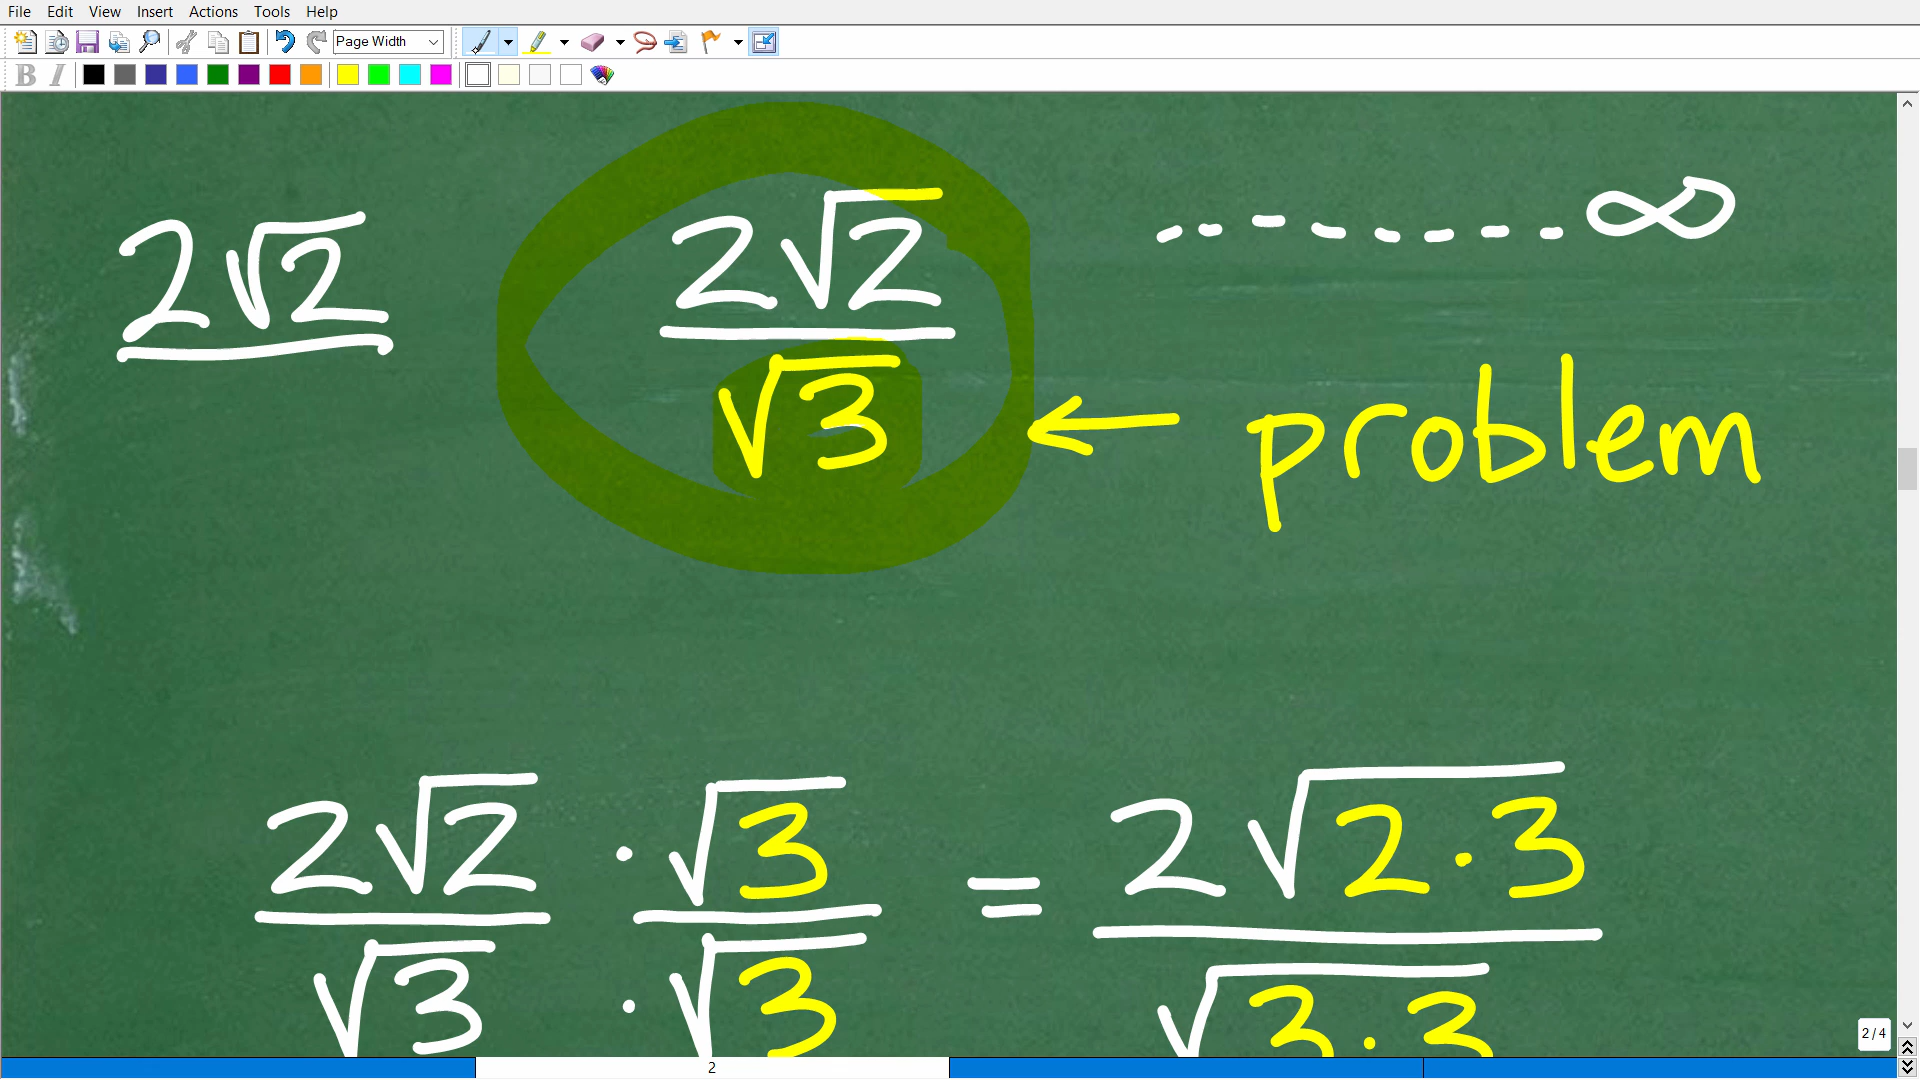 File Edit View Insert Actions Tools Help
Page Width
B I
2√2
2√2
√3
∞
← problem
2√2 · √3 = 2√2·3
√3 · √3 √3·3
2 / 4
2